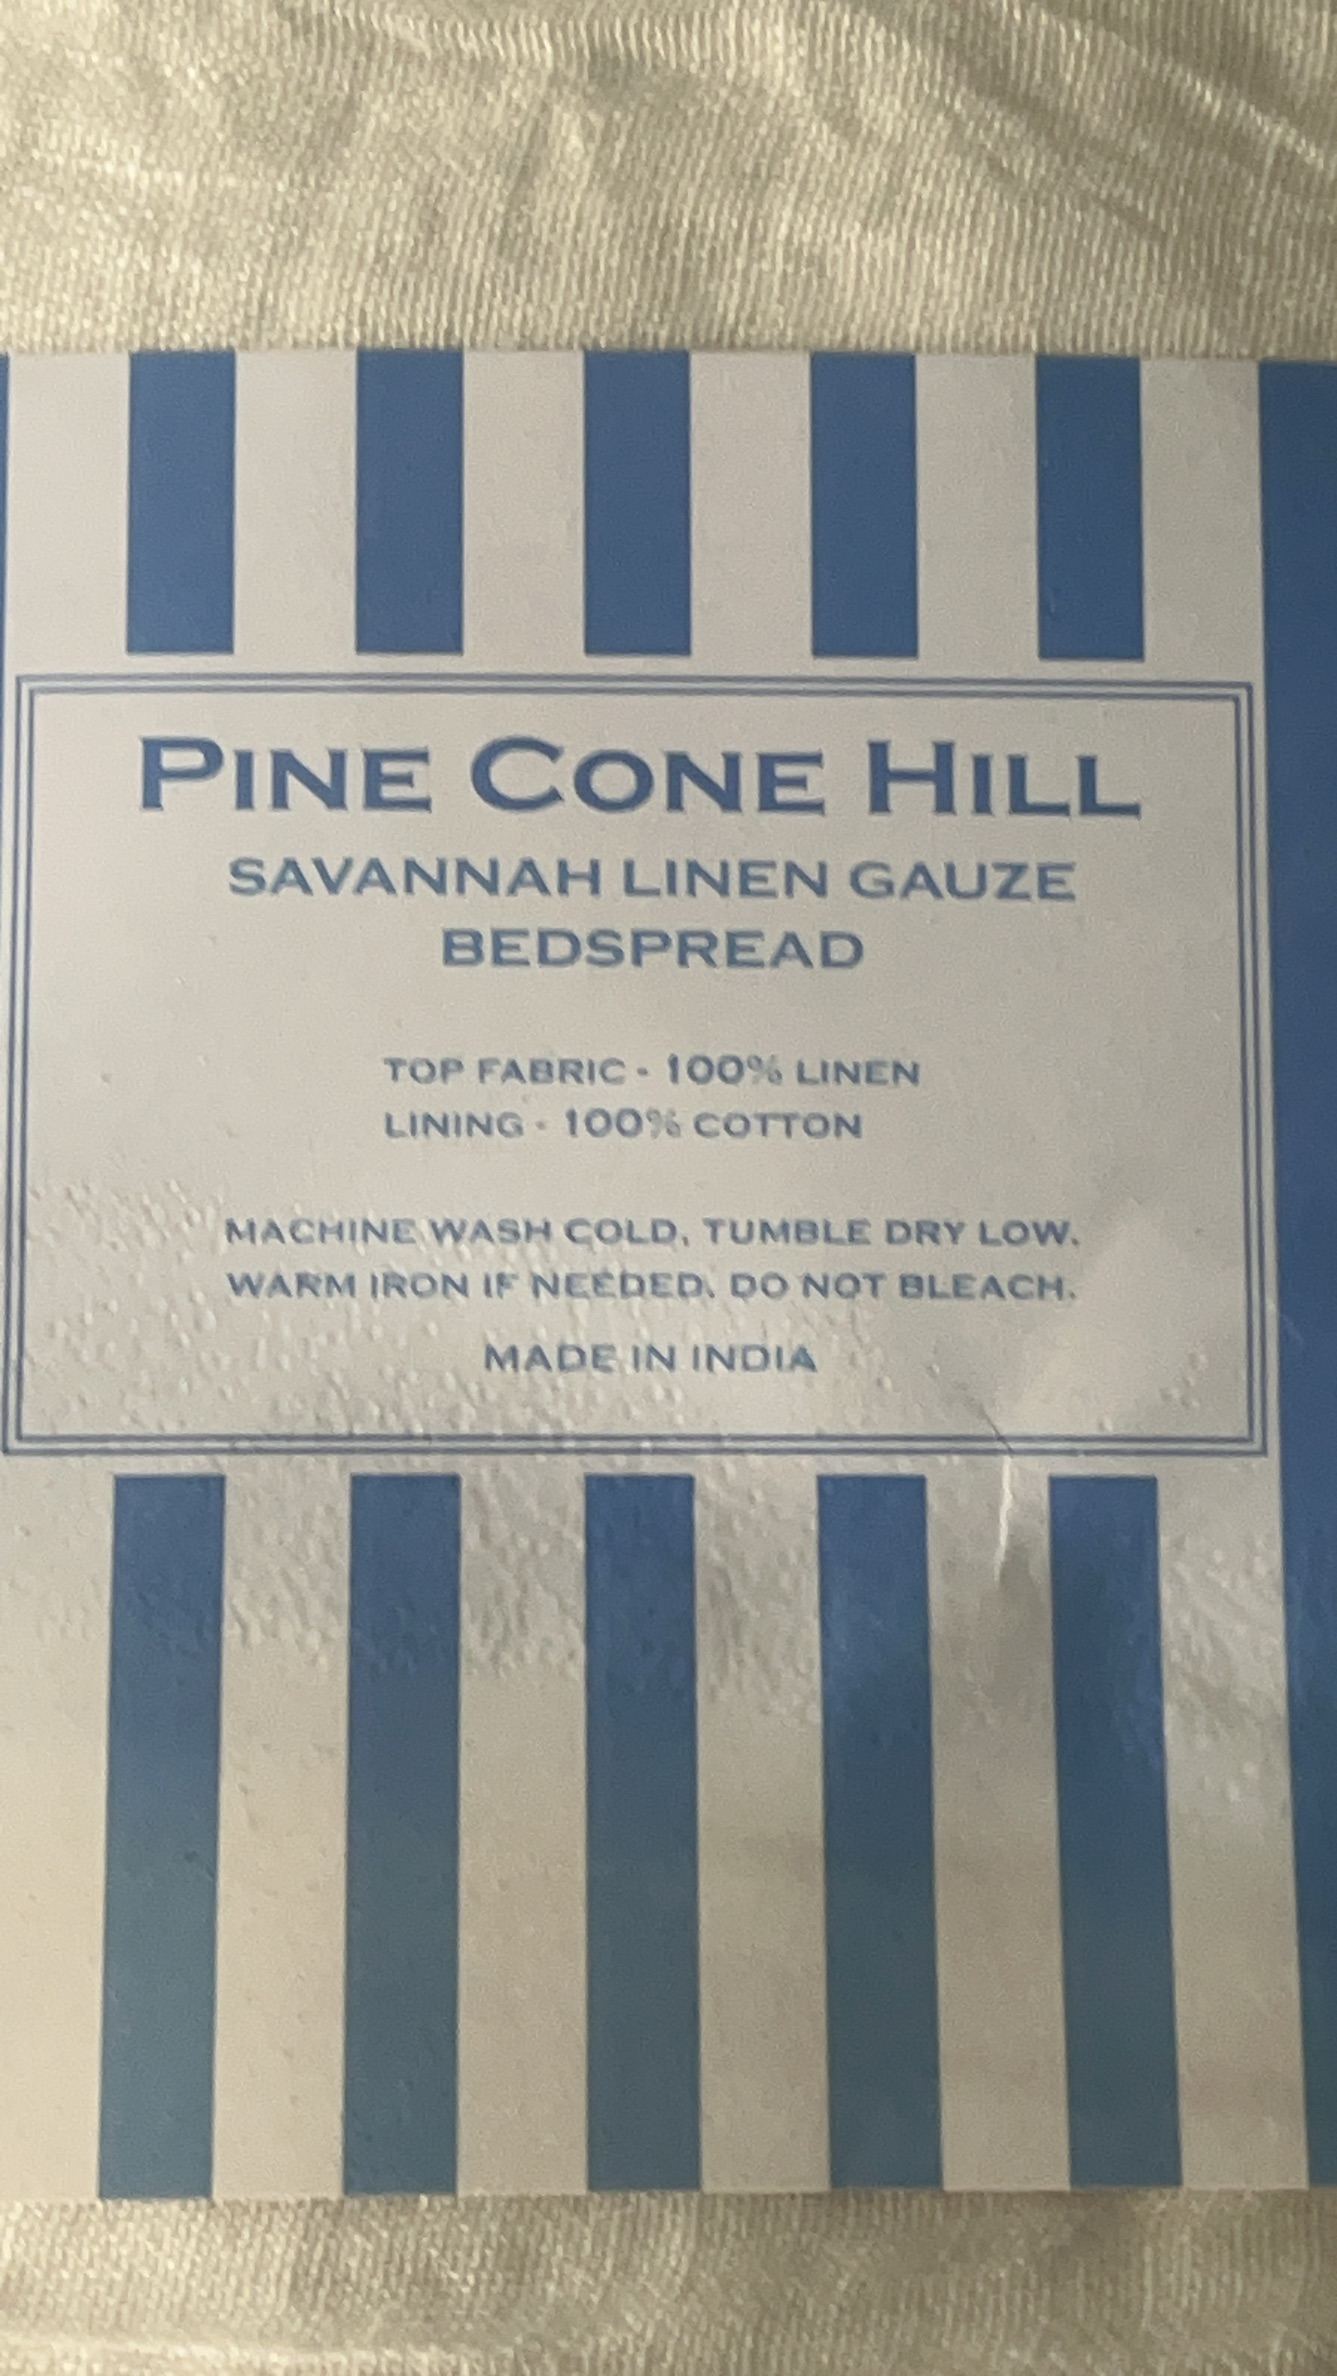 PINE CONE HILL
SAVANNAH LINEN GAUZE
BEDSPREAD
TOP FABRIC - 100% LINEN
LINING - 100% COTTON
MACHINE WASH COLD, TUMBLE DRY LOW.
WARM IRON IF NEEDED. DO NOT BLEACH.
MADE IN INDIA